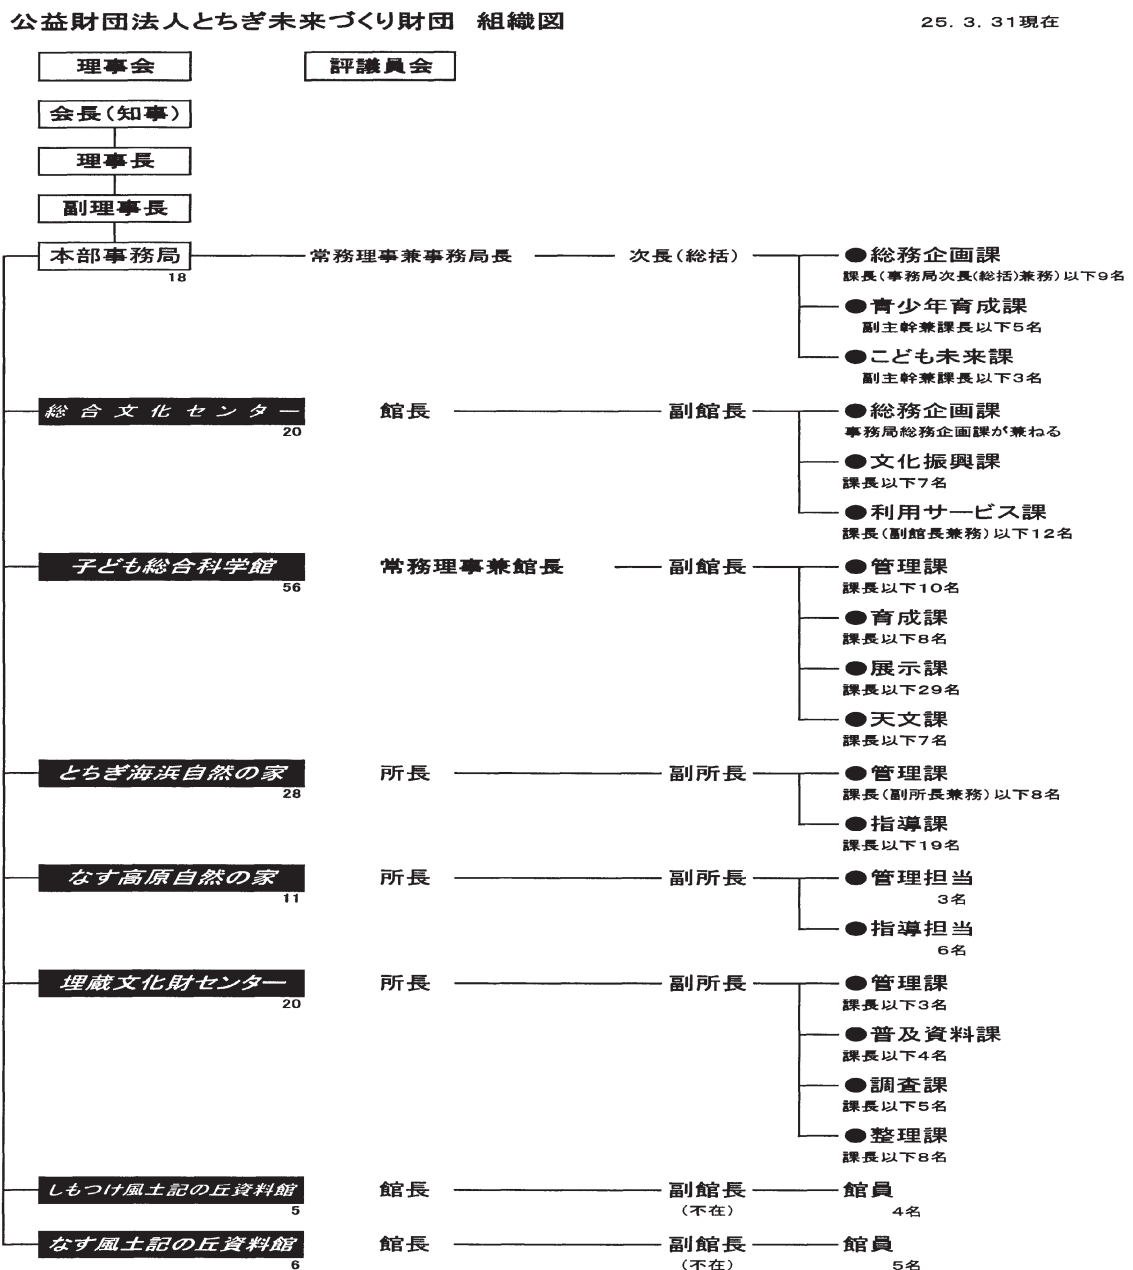 公益財団法人とちぎ未来づくり財団 組織図
25. 3. 31現在
理事会 評議員会
会長(知事)
理事長
副理事長
本部事務局 常務理事兼事務局長 次長(総括) ●総務企画課
18 課長(事務局次長(総括)兼務)以下9名
●青少年育成課
副主幹兼課長以下5名
●こども未来課
副主幹兼課長以下3名
総合文化センター 館長 副館長 ●総務企画課
20 事務局総務企画課が兼ねる
●文化振興課
課長以下7名
●利用サービス課
課長(副館長兼務)以下12名
子ども総合科学館 常務理事兼館長 副館長 ●管理課
56 課長以下10名
●育成課
課長以下8名
●展示課
課長以下29名
●天文課
課長以下7名
とちぎ海浜自然の家 所長 副所長 ●管理課
28 課長(副所長兼務)以下8名
●指導課
課長以下19名
なす高原自然の家 所長 副所長 ●管理担当
11 3名
●指導担当
6名
埋蔵文化財センター 所長 副所長 ●管理課
20 課長以下3名
●普及資料課
課長以下4名
●調査課
課長以下5名
●整理課
課長以下8名
しもつけ風土記の丘資料館 館長 副館長 館員
5 (不在) 4名
なす風土記の丘資料館 館長 副館長 館員
6 (不在) 5名